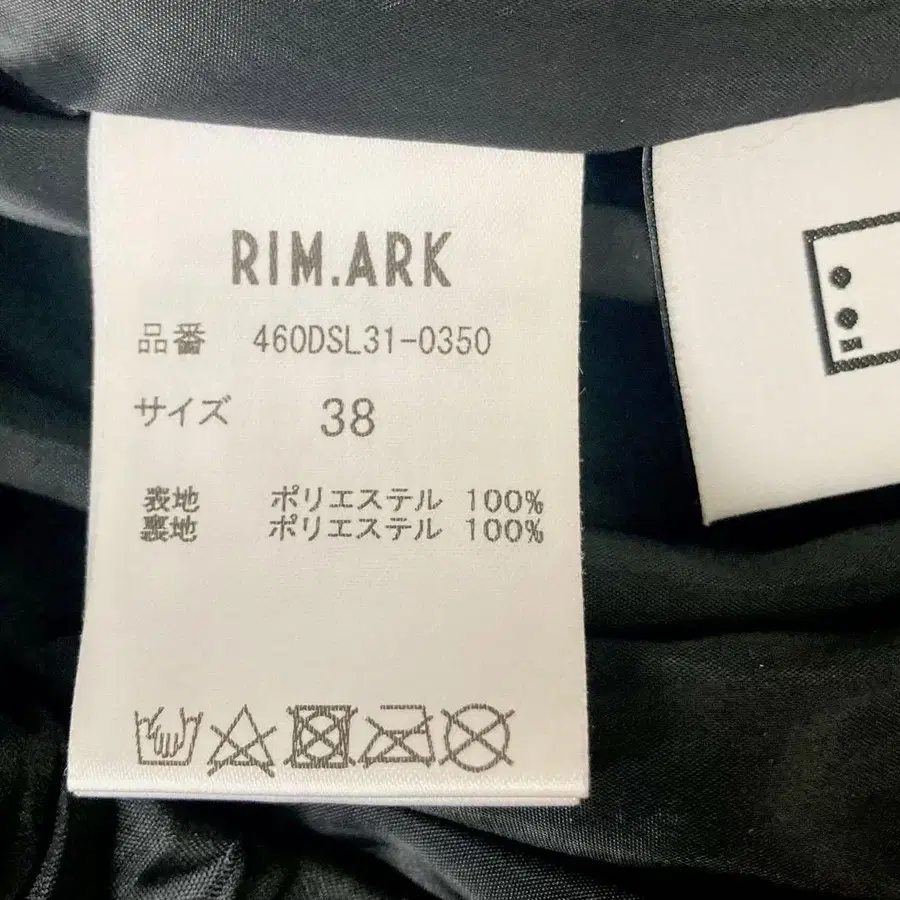 RIM.ARK
品番 460DSL31-0350
サイズ 38
表地 ポリエステル 100%
裏地 ポリエステル 100%